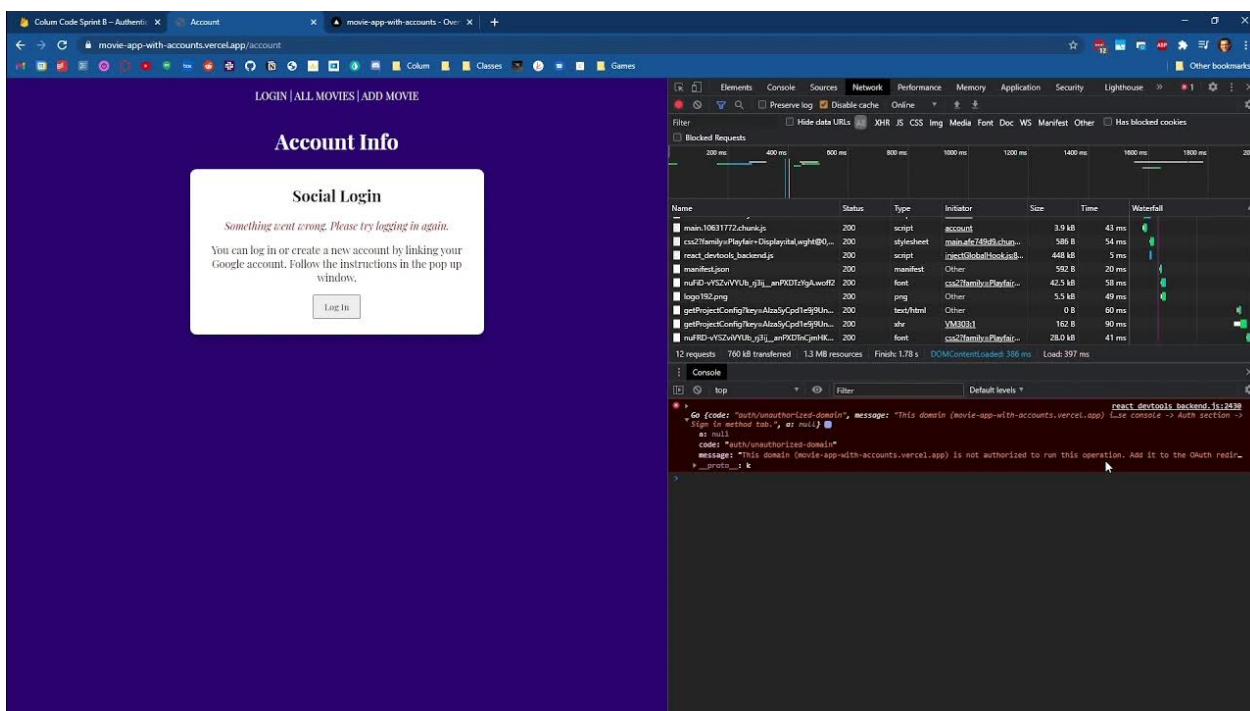 Colum Code Sprint B – Authentic
Account
movie-app-with-accounts - Over
movie-app-with-accounts.vercel.app/account
12
ABP
Colum
Classes
Games
Other bookmarks
LOGIN | ALL MOVIES | ADD MOVIE
Account Info
Social Login
Something went wrong. Please try logging in again.
You can log in or create a new account by linking your
Google account. Follow the instructions in the pop up
window.
Log In
Elements Console Sources Network Performance Memory Application Security Lighthouse » 1
Preserve log Disable cache Online
Filter Hide data URLs All XHR JS CSS Img Media Font Doc WS Manifest Other Has blocked cookies
Blocked Requests
200 ms 400 ms 600 ms 800 ms 1000 ms 1200 ms 1400 ms 1600 ms 1800 ms 20
Name Status Type Initiator Size Time Waterfall
main.10631772.chunk.js 200 script account 3.9 kB 43 ms
css2?family=Playfair+Display:ital,wght@0,... 200 stylesheet main.afe749d9.chun... 586 B 54 ms
react_devtools_backend.js 200 script injectGlobalHook.js:8... 448 kB 5 ms
manifest.json 200 manifest Other 592 B 20 ms
nuFiD-vYSZviVYUb_rj3ij__anPXDTzYgA.woff2 200 font css2?family=Playfair... 42.5 kB 58 ms
logo192.png 200 png Other 5.5 kB 49 ms
getProjectConfig?key=AIzaSyCpd1e9j9Un... 200 text/html Other 0 B 60 ms
getProjectConfig?key=AIzaSyCpd1e9j9Un... 200 xhr VM303:1 162 B 90 ms
nuFRD-vYSZviVYUb_rj3ij__anPXDTnCjmHK... 200 font css2?family=Playfair... 28.0 kB 41 ms
12 requests 760 kB transferred 1.3 MB resources Finish: 1.78 s DOMContentLoaded: 386 ms Load: 397 ms
Console
top Filter Default levels
react_devtools_backend.js:2430
Go {code: "auth/unauthorized-domain", message: "This domain (movie-app-with-accounts.vercel.app) i…se console -> Auth section ->
Sign in method tab.", a: null}
a: null
code: "auth/unauthorized-domain"
message: "This domain (movie-app-with-accounts.vercel.app) is not authorized to run this operation. Add it to the OAuth redir…
__proto__: k